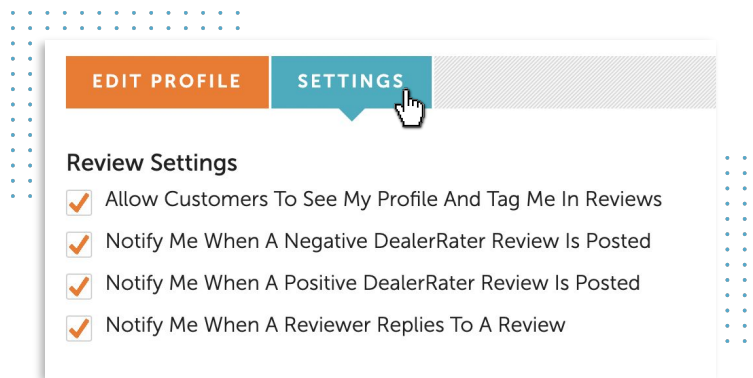 EDIT PROFILE
SETTINGS
Review Settings
Allow Customers To See My Profile And Tag Me In Reviews
Notify Me When A Negative DealerRater Review Is Posted
Notify Me When A Positive DealerRater Review Is Posted
Notify Me When A Reviewer Replies To A Review